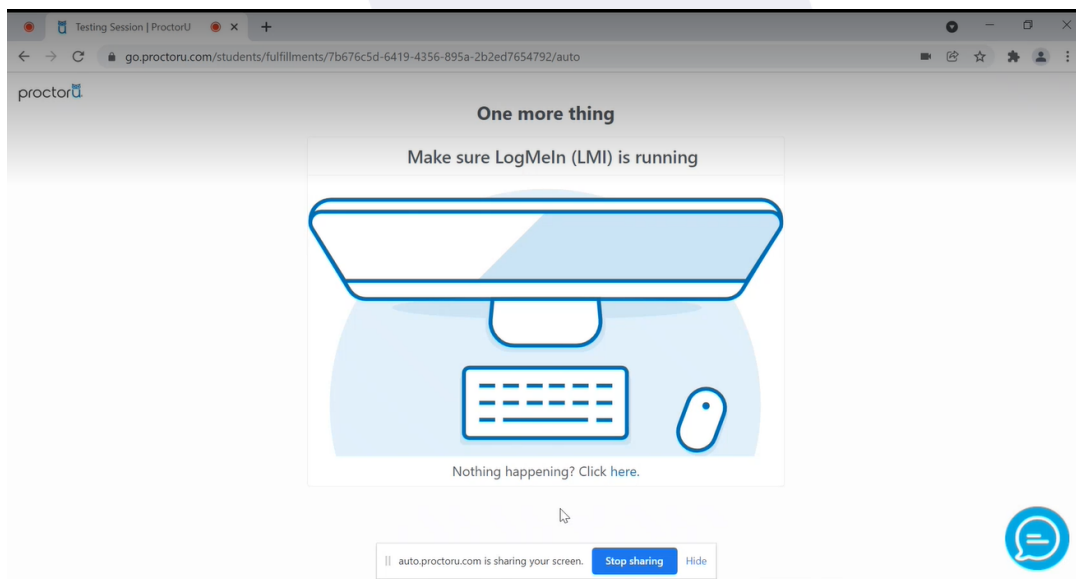 Testing Session | ProctorU
go.proctoru.com/students/fulfillments/7b676c5d-6419-4356-895a-2b2ed7654792/auto
proctorU
One more thing
Make sure LogMeIn (LMI) is running
Nothing happening? Click here.
auto.proctoru.com is sharing your screen. Stop sharing Hide